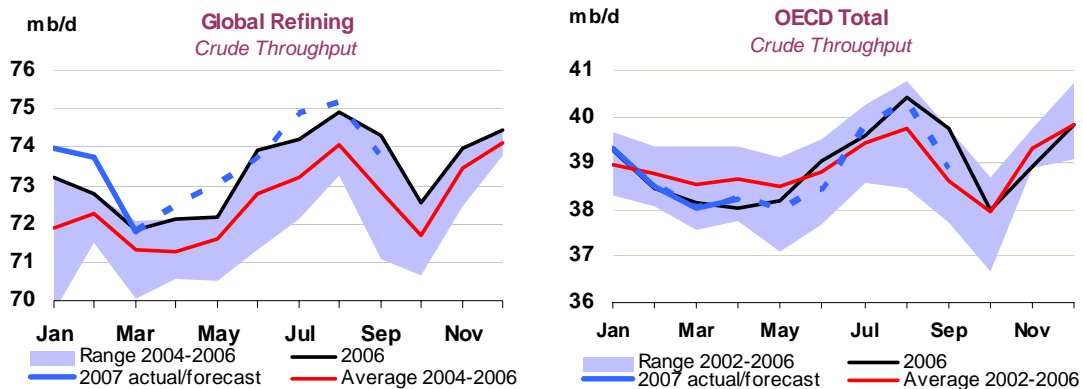 mb/d
Global Refining
Crude Throughput
76
75
74
73
72
71
70
Jan Mar May Jul Sep Nov
Range 2004-2006 2006
2007 actual/forecast Average 2004-2006
mb/d
OECD Total
Crude Throughput
41
40
39
38
37
36
Jan Mar May Jul Sep Nov
Range 2002-2006 2006
2007 actual/forecast Average 2002-2006